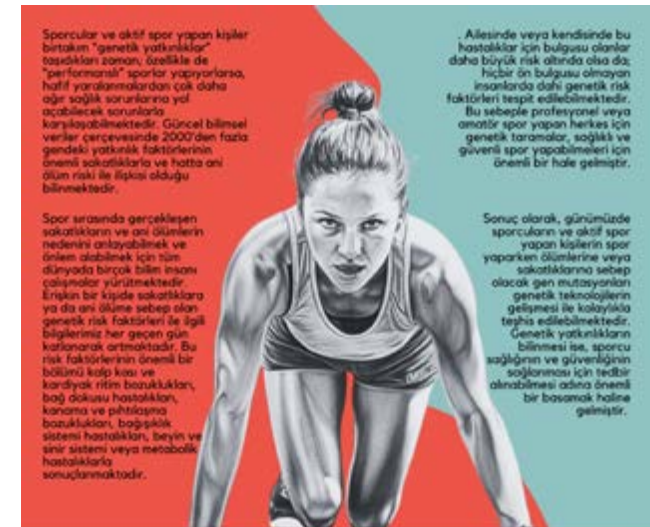 Sporcular ve aktif spor yapan kişiler
birtakım "genetik yatkınlıklar"
taşıdıkları zaman, özellikle de
"performanslı" sporlar yapıyorlarsa,
hafif yaralanmalardan çok daha
ağır sağlık sorunlarına yol
açabilecek sorunlarla
karşılaşabilmektedir. Güncel bilimsel
veriler çerçevesinde 2000'den fazla
gendeki yatkınlık faktörlerinin
önemli sakatlıklarla ve hatta ani
ölüm riski ile ilişkisi olduğu
bilinmektedir.
Spor sırasında gerçekleşen
sakatlıkların ve ani ölümlerin
nedenini anlayabilmek ve
önlem alabilmek için tüm
dünyada birçok bilim insanı
çalışmalar yürütmektedir.
Erişkin bir kişide sakatlıklara
ya da ani ölüme sebep olan
genetik risk faktörleri ile ilgili
bilgilerimiz her geçen gün
katlanarak artmaktadır. Bu
risk faktörlerinin önemli bir
bölümü kalp kası ve
kardiyak ritim bozuklukları,
bağ dokusu hastalıkları,
kanama ve pıhtılaşma
bozuklukları, bağışıklık
sistemi hastalıkları, beyin ve
sinir sistemi veya metabolik
hastalıklarla
sonuçlanmaktadır.
. Ailesinde veya kendisinde bu
hastalıklar için bulgusu olanlar
daha büyük risk altında olsa da;
hiçbir ön bulgusu olmayan
insanlarda dahi genetik risk
faktörleri tespit edilebilmektedir.
Bu sebeple profesyonel veya
amatör spor yapan herkes için
genetik taramalar, sağlıklı ve
güvenli spor yapabilmeleri için
önemli bir hale gelmiştir.
Sonuç olarak, günümüzde
sporcuların ve aktif spor
yapan kişilerin spor
yaparken ölümlerine veya
sakatlıklarına sebep
olacak gen mutasyonları
genetik teknolojilerin
gelişmesi ile kolaylıkla
teşhis edilebilmektedir.
Genetik yatkınlıkların
bilinmesi ise, sporcu
sağlığının ve güvenliğinin
sağlanması için tedbir
alınabilmesi adına önemli
bir basamak haline
gelmiştir.